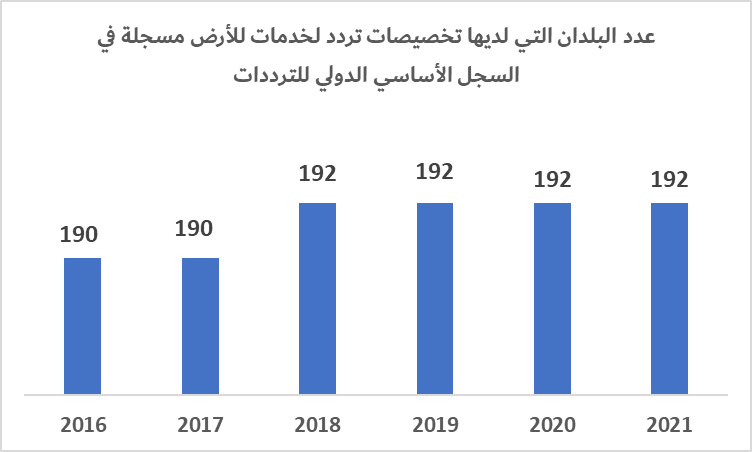 عدد البلدان التي لديها تخصيصات تردد لخدمات للأرض مسجلة في
السجل الأساسي الدولي للترددات
190 190 192 192 192 192
2016 2017 2018 2019 2020 2021